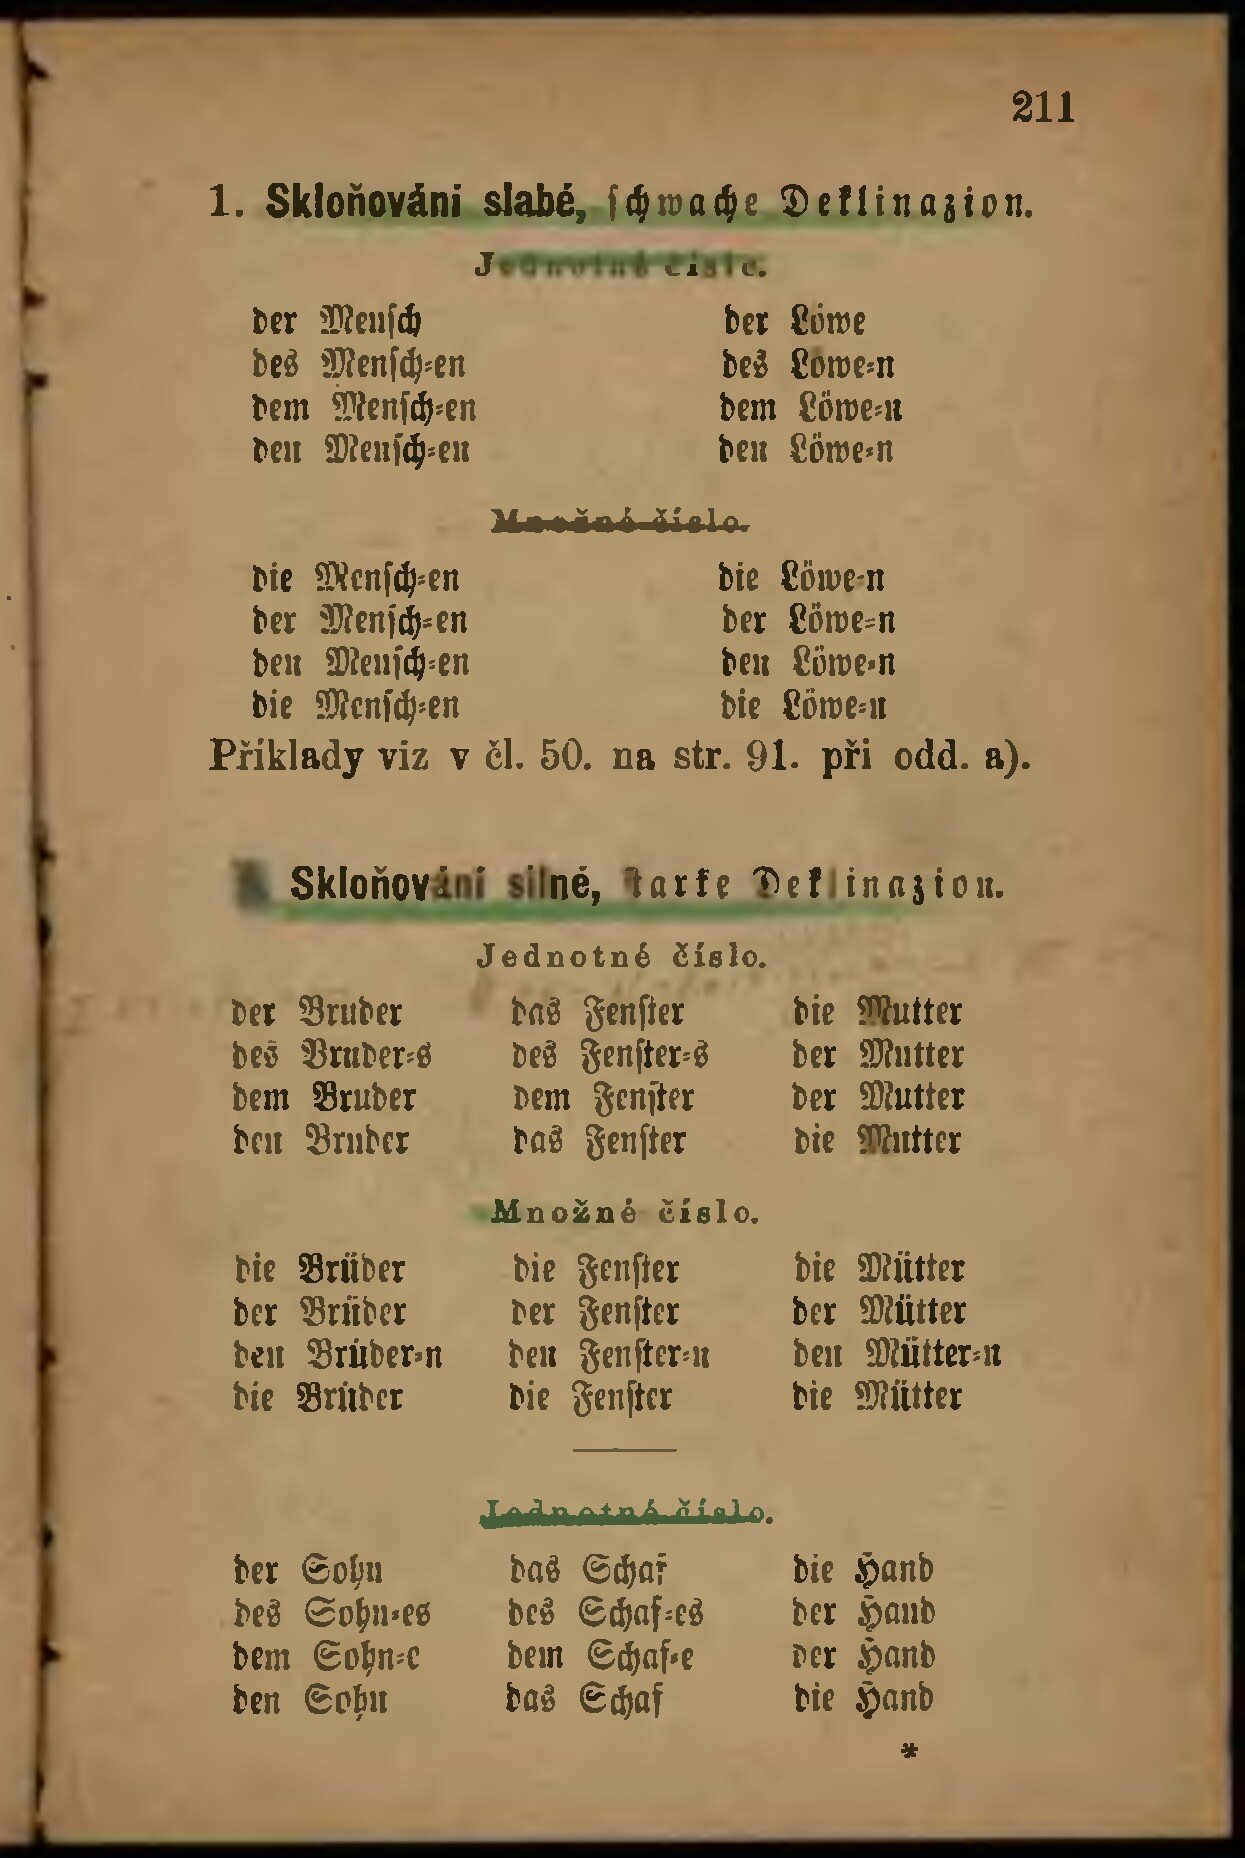 211
1. Skloňováni slabé, schwache Deklinazion.
Jednotné číslo.
der Mensch der Löwe
des Mensch-en des Löwe-n
dem Mensch-en dem Löwe-n
den Mensch-en den Löwe-n
Množné číslo.
die Mensch-en die Löwe-n
der Mensch-en der Löwe-n
den Mensch-en den Löwe-n
die Mensch-en die Löwe-n
Příklady viz v čl. 50. na str. 91. při odd. a).
Skloňování silné, starke Deklinazion.
Jednotné číslo.
der Bruder das Fenster die Mutter
des Bruder-s des Fenster-s der Mutter
dem Bruder dem Fenster der Mutter
den Bruder das Fenster die Mutter
Množné číslo.
die Brüder die Fenster die Mütter
der Brüder der Fenster der Mütter
den Brüder-n den Fenster-n den Mütter-n
die Brüder die Fenster die Mütter
Jednotné číslo.
der Sohn das Schaf die Hand
des Sohn-es des Schaf-es der Hand
dem Sohn-e dem Schaf-e der Hand
den Sohn das Schaf die Hand
*